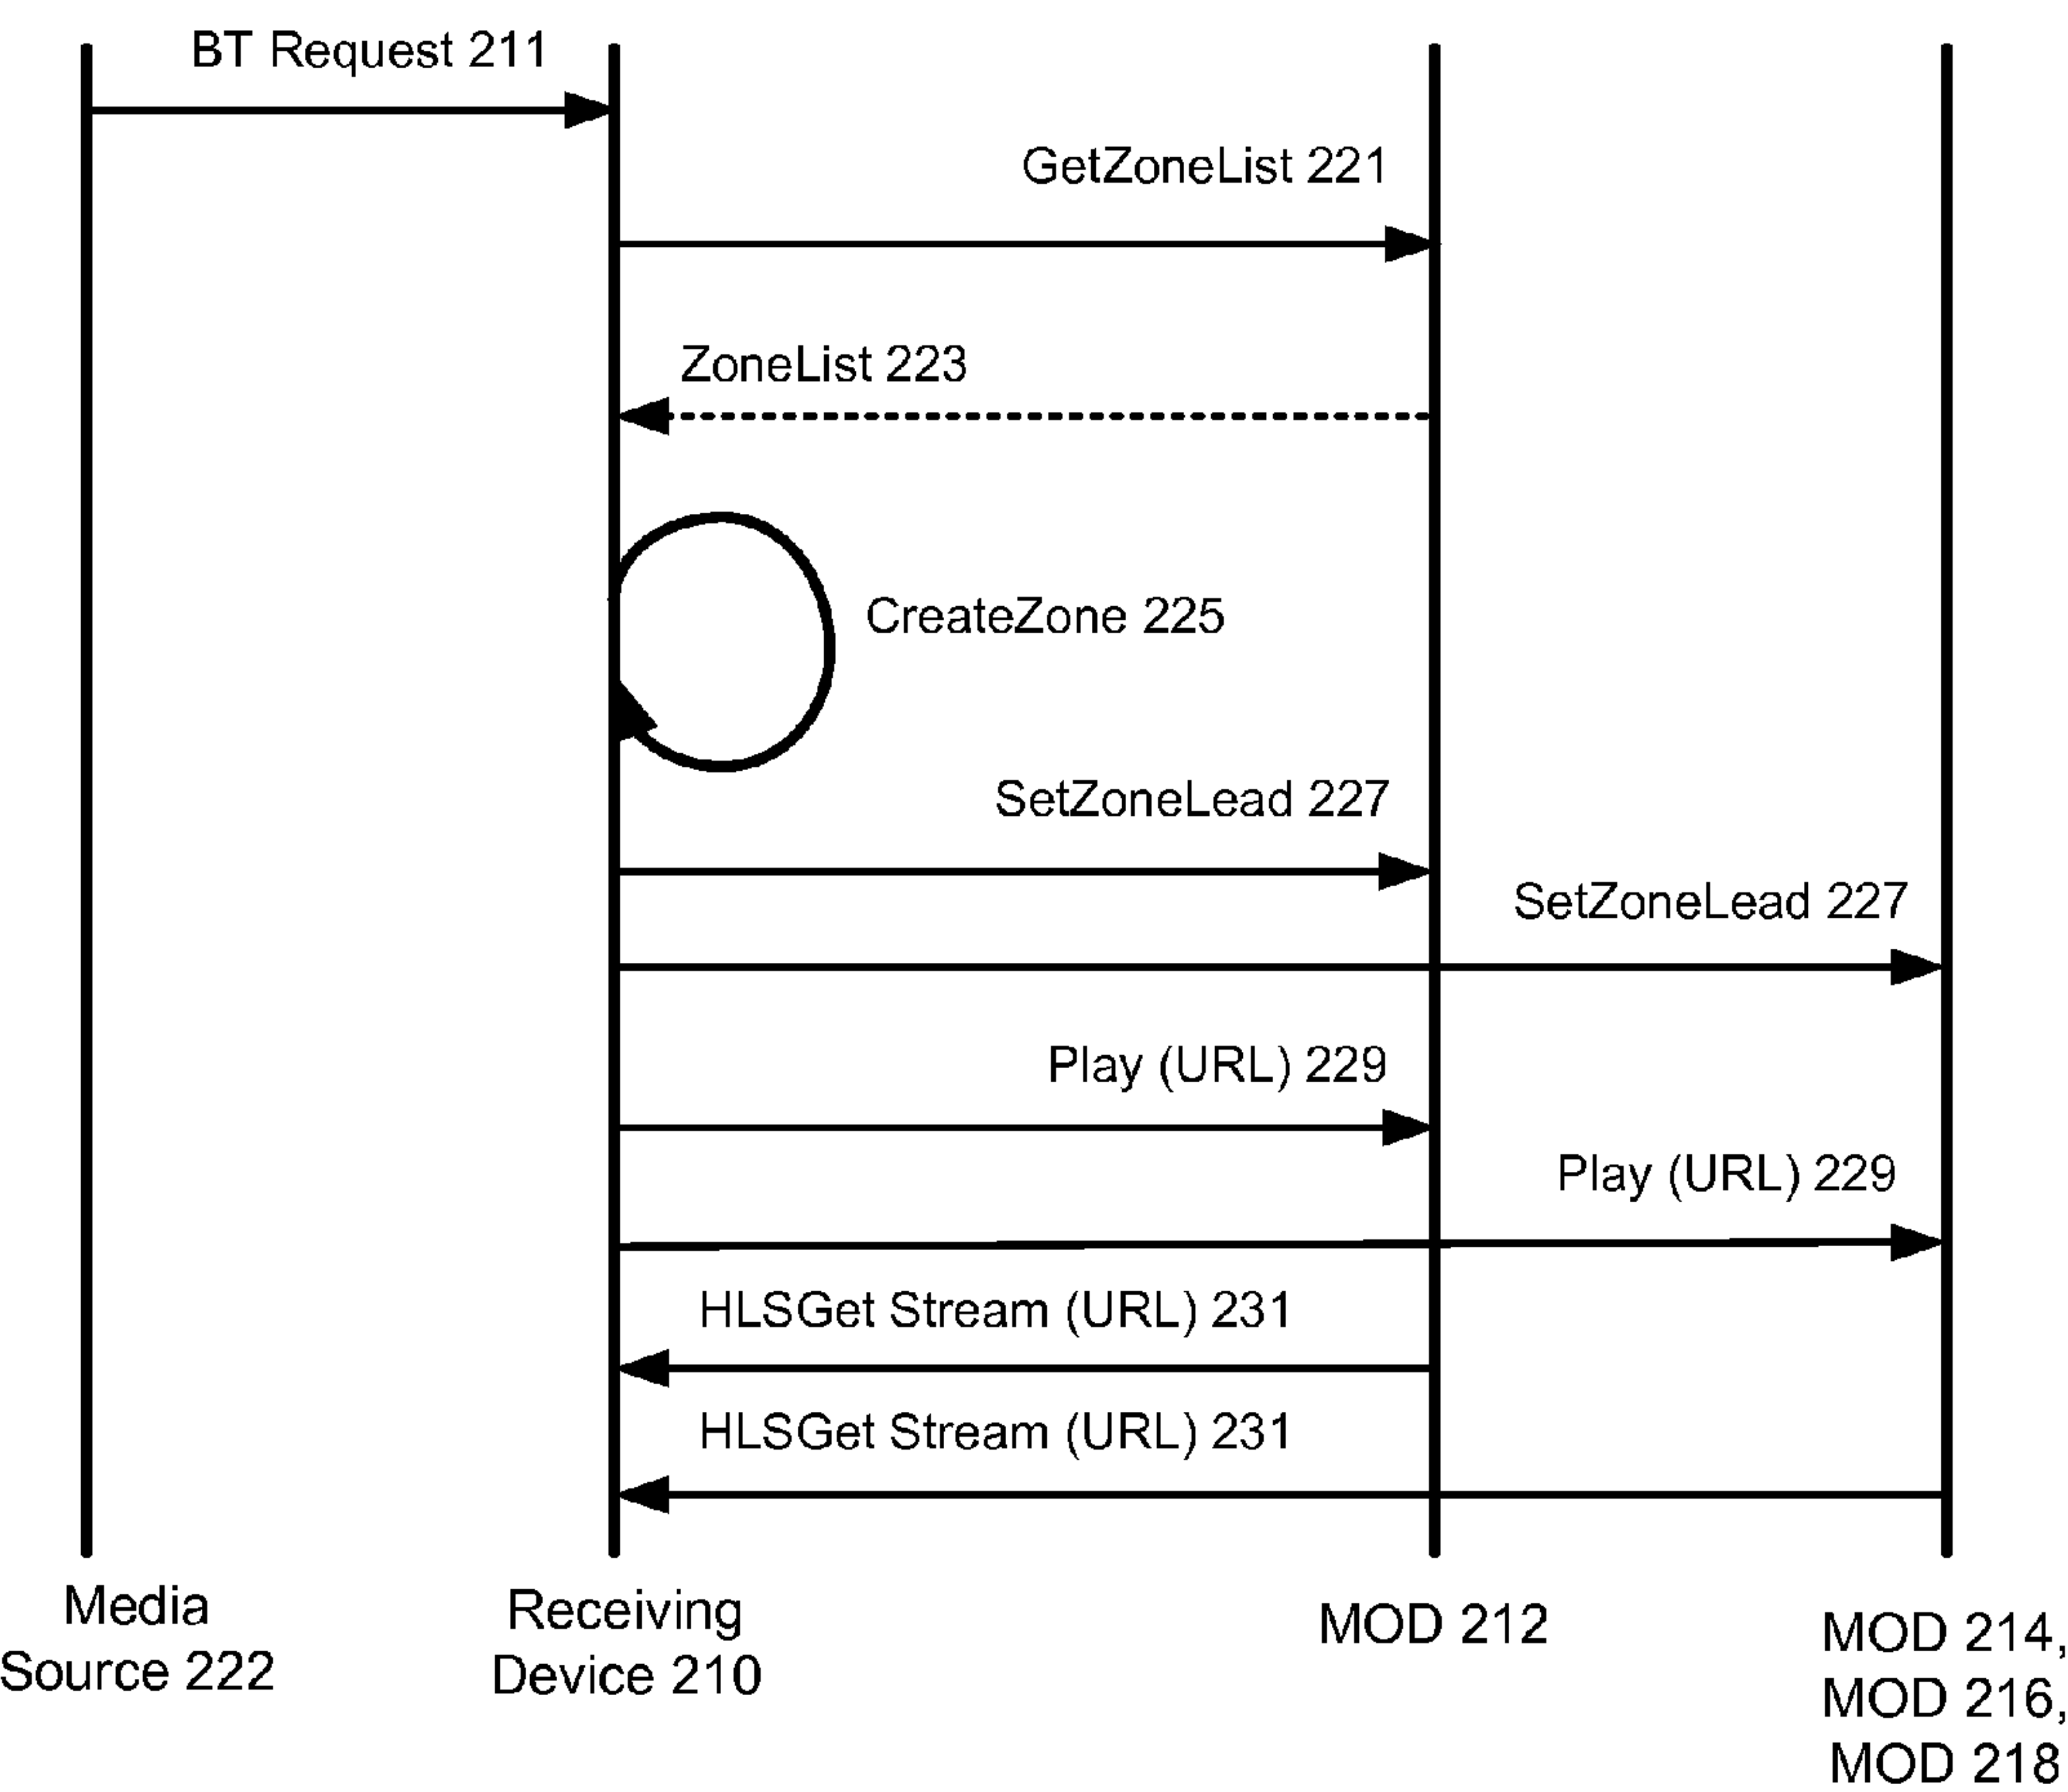 BT Request 211
GetZoneList 221
ZoneList 223
CreateZone 225
SetZoneLead 227
SetZoneLead 227
Play (URL) 229
Play (URL) 229
HLSGet Stream (URL) 231
HLSGet Stream (URL) 231
Media
Source 222
Receiving
Device 210
MOD 212
MOD 214,
MOD 216,
MOD 218